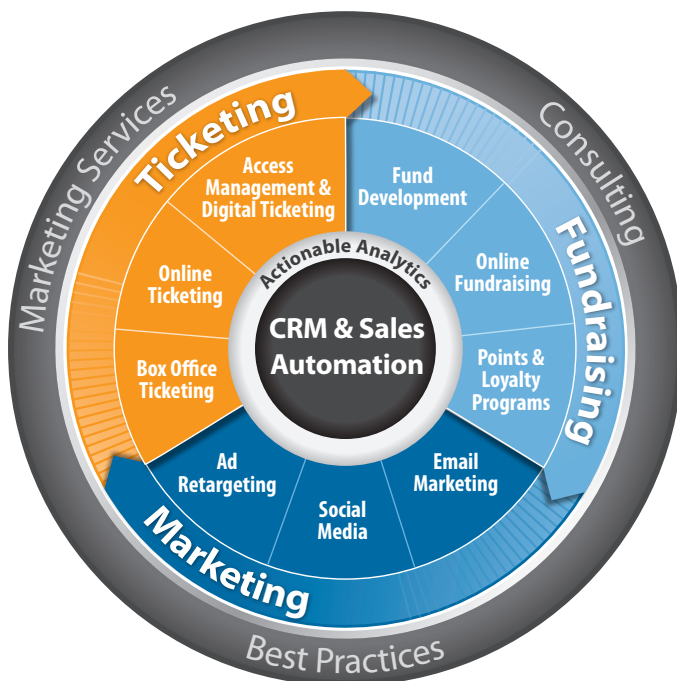 Marketing Services
Consulting
Best Practices
Ticketing
Fundraising
Marketing
Access
Management &
Digital Ticketing
Online
Ticketing
Box Office
Ticketing
Fund
Development
Online
Fundraising
Points &
Loyalty
Programs
Email
Marketing
Social
Media
Ad
Retargeting
Actionable Analytics
CRM & Sales
Automation